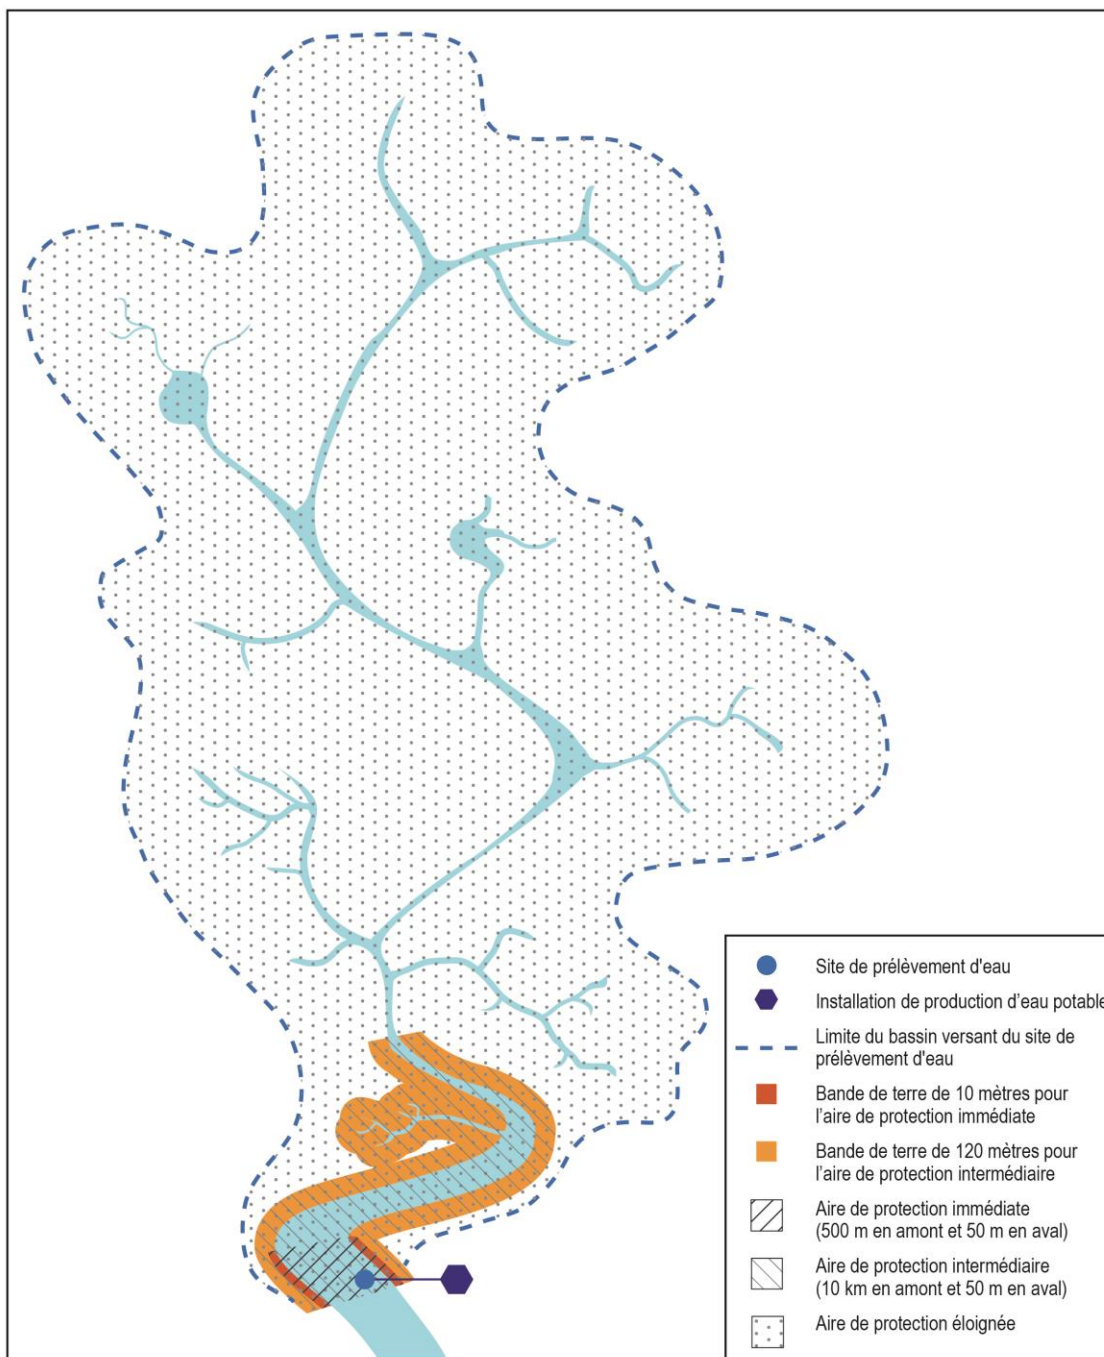 Site de prélèvement d'eau
Installation de production d'eau potable
Limite du bassin versant du site de
prélèvement d'eau
Bande de terre de 10 mètres pour
l'aire de protection immédiate
Bande de terre de 120 mètres pour
l'aire de protection intermédiaire
Aire de protection immédiate
(500 m en amont et 50 m en aval)
Aire de protection intermédiaire
(10 km en amont et 50 m en aval)
Aire de protection éloignée